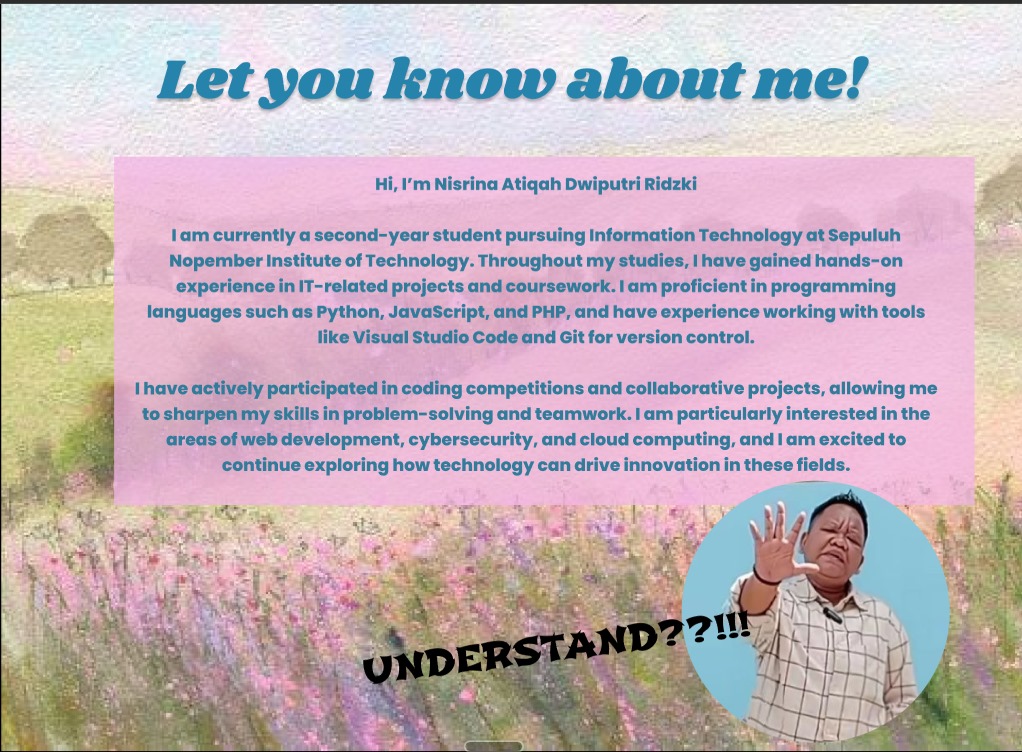 Let you know about me!
Hi, I’m Nisrina Atiqah Dwiputri Ridzki
I am currently a second-year student pursuing Information Technology at Sepuluh
Nopember Institute of Technology. Throughout my studies, I have gained hands-on
experience in IT-related projects and coursework. I am proficient in programming
languages such as Python, JavaScript, and PHP, and have experience working with tools
like Visual Studio Code and Git for version control.
I have actively participated in coding competitions and collaborative projects, allowing me
to sharpen my skills in problem-solving and teamwork. I am particularly interested in the
areas of web development, cybersecurity, and cloud computing, and I am excited to
continue exploring how technology can drive innovation in these fields.
UNDERSTAND??!!!